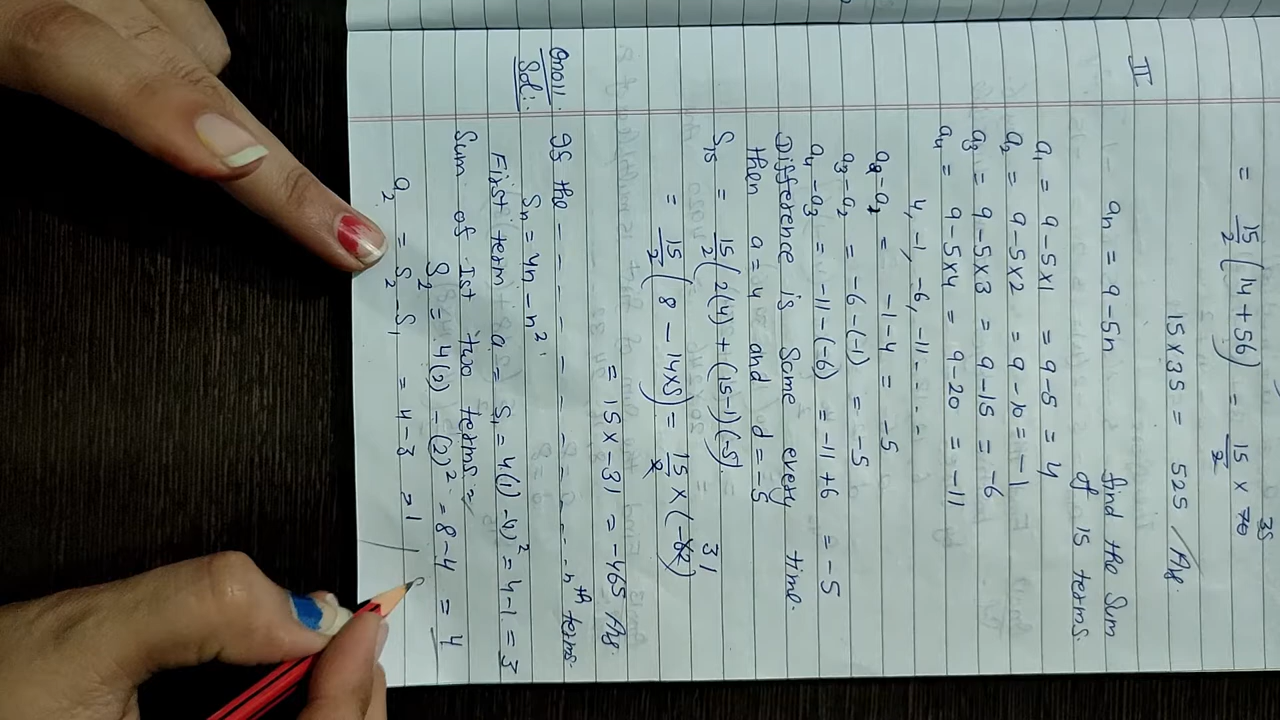 = 15/2 (14 + 56) = 15/2 × 70 35
15 × 35 = 525 / Ans.
II an = 9 - 5n find the sum
of 15 terms.
a1 = 9 - 5×1 = 9 - 5 = 4
a2 = 9 - 5×2 = 9 - 10 = -1
a3 = 9 - 5×3 = 9 - 15 = -6
a4 = 9 - 5×4 = 9 - 20 = -11
4, -1, -6, -11 - - - -
a2 - a1 = -1 - 4 = -5
a3 - a2 = -6 - (-1) = -5
a4 - a3 = -11 - (-6) = -11 + 6 = -5
Difference is Same every time.
then a = 4 and d = -5
S15 = 15/2 (2(4) + (15-1)(-5)
= 15/2 (8 - 14×5) = 15/2 × (-62) 31
= 15 × -31 = -465 Ans.
Qno11: If the - - - - - - - - - - nth terms.
Sol: Sn = 4n - n².
First term a = S1 = 4(1) - (1)² = 4 - 1 = 3
Sum of Ist two terms =
S2 = 4(2) - (2)² = 8 - 4 = 4
a2 = S2 - S1 = 4 - 3 = 1